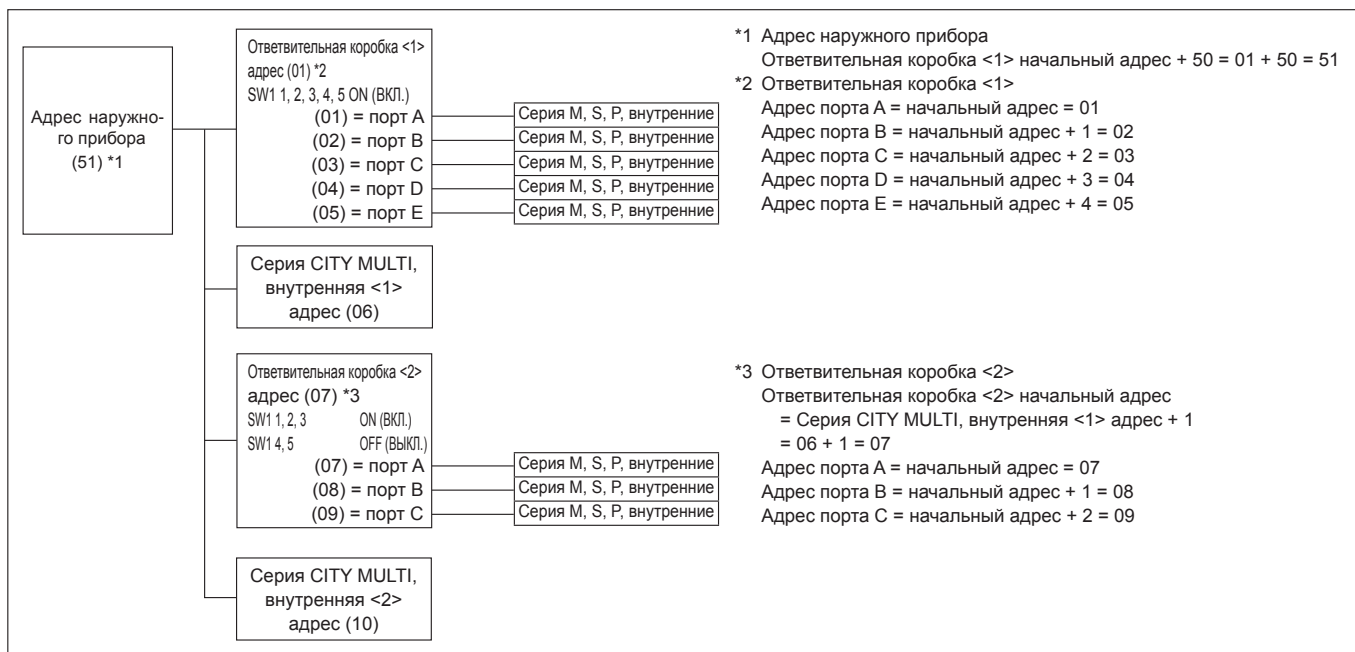 Адрес наружно-
го прибора
(51) *1
Ответвительная коробка <1>
адрес (01) *2
SW1 1, 2, 3, 4, 5 ON (ВКЛ.)
(01) = порт A
(02) = порт B
(03) = порт C
(04) = порт D
(05) = порт E
Серия M, S, P, внутренние
Серия M, S, P, внутренние
Серия M, S, P, внутренние
Серия M, S, P, внутренние
Серия M, S, P, внутренние
*1 Адрес наружного прибора
Ответвительная коробка <1> начальный адрес + 50 = 01 + 50 = 51
*2 Ответвительная коробка <1>
Адрес порта A = начальный адрес = 01
Адрес порта B = начальный адрес + 1 = 02
Адрес порта C = начальный адрес + 2 = 03
Адрес порта D = начальный адрес + 3 = 04
Адрес порта E = начальный адрес + 4 = 05
Серия CITY MULTI,
внутренняя <1>
адрес (06)
Ответвительная коробка <2>
адрес (07) *3
SW1 1, 2, 3 ON (ВКЛ.)
SW1 4, 5 OFF (ВЫКЛ.)
(07) = порт A
(08) = порт B
(09) = порт C
Серия M, S, P, внутренние
Серия M, S, P, внутренние
Серия M, S, P, внутренние
*3 Ответвительная коробка <2>
Ответвительная коробка <2> начальный адрес
= Серия CITY MULTI, внутренняя <1> адрес + 1
= 06 + 1 = 07
Адрес порта A = начальный адрес = 07
Адрес порта B = начальный адрес + 1 = 08
Адрес порта C = начальный адрес + 2 = 09
Серия CITY MULTI,
внутренняя <2>
адрес (10)